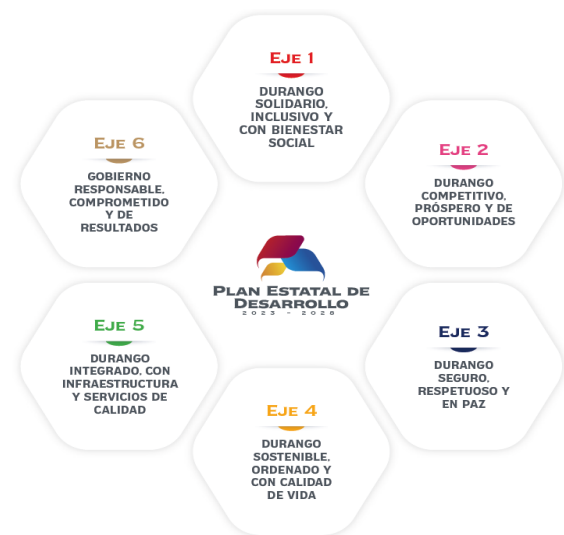 EJE 1
DURANGO
SOLIDARIO,
INCLUSIVO Y
CON BIENESTAR
SOCIAL
EJE 2
DURANGO
COMPETITIVO,
PRÓSPERO Y DE
OPORTUNIDADES
EJE 3
DURANGO
SEGURO,
RESPETUOSO Y
EN PAZ
EJE 4
DURANGO
SOSTENIBLE,
ORDENADO Y
CON CALIDAD
DE VIDA
EJE 5
DURANGO
INTEGRADO, CON
INFRAESTRUCTURA
Y SERVICIOS DE
CALIDAD
EJE 6
GOBIERNO
RESPONSABLE,
COMPROMETIDO
Y DE
RESULTADOS
PLAN ESTATAL DE
DESARROLLO
2023 - 2028